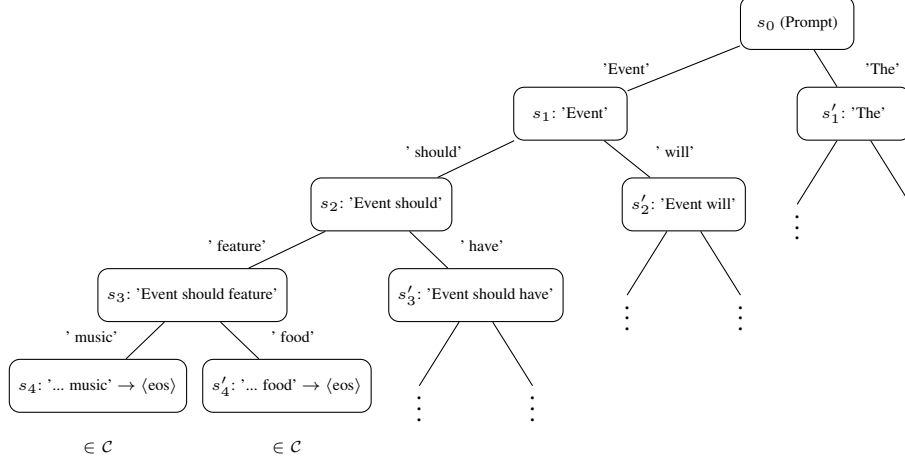 s₀ (Prompt)
'Event'
'The'
s₁: 'Event'
s′₁: 'The'
' should'
' will'
s₂: 'Event should'
s′₂: 'Event will'
' feature'
' have'
s₃: 'Event should feature'
s′₃: 'Event should have'
' music'
' food'
s₄: '... music' → ⟨eos⟩
s′₄: '... food' → ⟨eos⟩
∈ 𝒞
∈ 𝒞